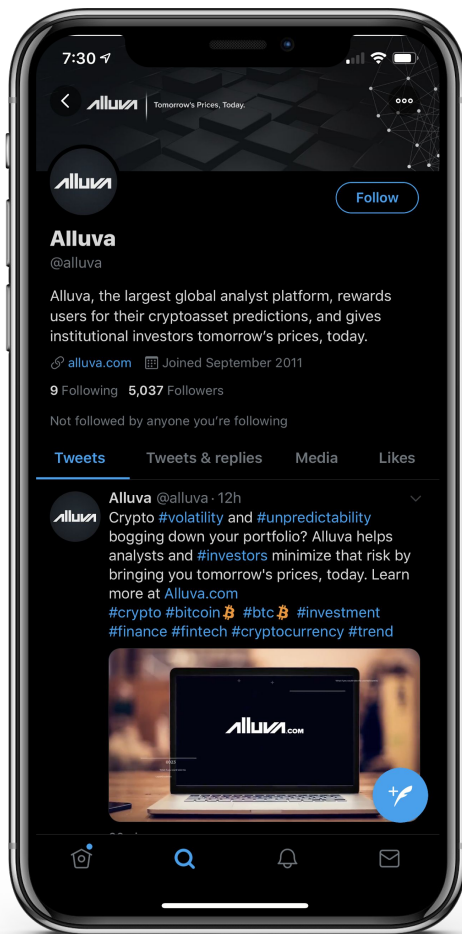 7:30
Alluva Tomorrow's Prices, Today.
alluva
Follow
Alluva
@alluva
Alluva, the largest global analyst platform, rewards
users for their cryptoasset predictions, and gives
institutional investors tomorrow's prices, today.
alluva.com Joined September 2011
9 Following 5,037 Followers
Not followed by anyone you're following
Tweets Tweets & replies Media Likes
alluva
Alluva @alluva · 12h
Crypto #volatility and #unpredictability
bogging down your portfolio? Alluva helps
analysts and #investors minimize that risk by
bringing you tomorrow's prices, today. Learn
more at Alluva.com
#crypto #bitcoin #btc #investment
#finance #fintech #cryptocurrency #trend
alluva.COM